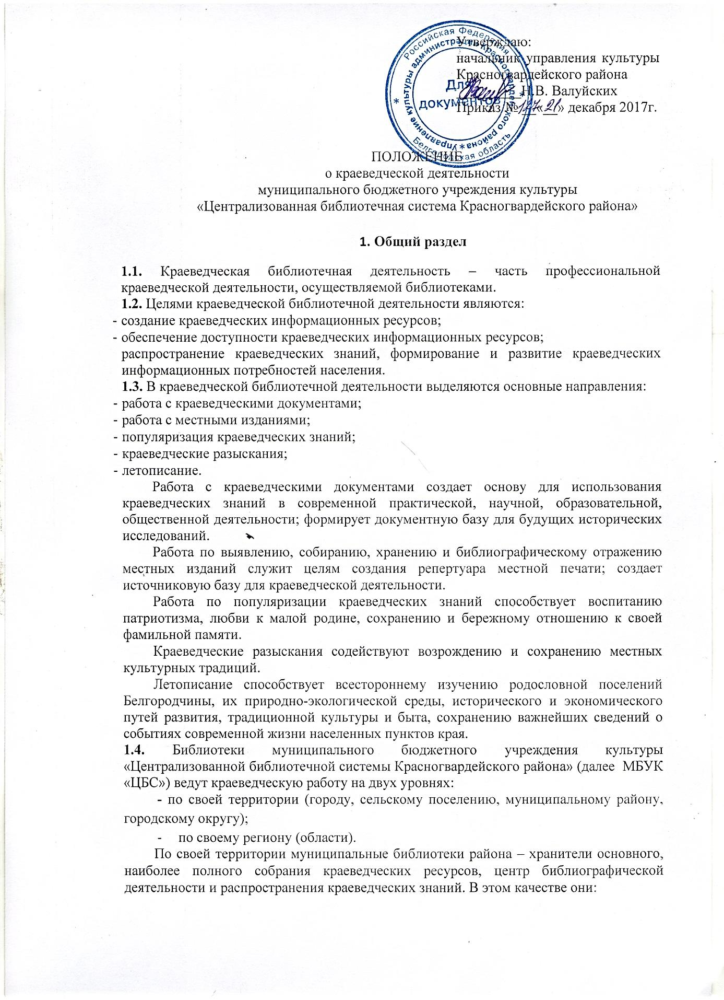 Российская Федерация
Управление культуры администрации Красногвардейского района
Белгородская область
Для
документов
Утверждаю:
начальник управления культуры
Красногвардейского района
Н.В. Валуйских
Приказ № 127 «21» декабря 2017г.
ПОЛОЖЕНИЕ
о краеведческой деятельности
муниципального бюджетного учреждения культуры
«Централизованная библиотечная система Красногвардейского района»
1. Общий раздел
1.1. Краеведческая библиотечная деятельность – часть профессиональной
краеведческой деятельности, осуществляемой библиотеками.
1.2. Целями краеведческой библиотечной деятельности являются:
- создание краеведческих информационных ресурсов;
- обеспечение доступности краеведческих информационных ресурсов;
распространение краеведческих знаний, формирование и развитие краеведческих
информационных потребностей населения.
1.3. В краеведческой библиотечной деятельности выделяются основные направления:
- работа с краеведческими документами;
- работа с местными изданиями;
- популяризация краеведческих знаний;
- краеведческие разыскания;
- летописание.
Работа с краеведческими документами создает основу для использования
краеведческих знаний в современной практической, научной, образовательной,
общественной деятельности; формирует документную базу для будущих исторических
исследований.
Работа по выявлению, собиранию, хранению и библиографическому отражению
местных изданий служит целям создания репертуара местной печати; создает
источниковую базу для краеведческой деятельности.
Работа по популяризации краеведческих знаний способствует воспитанию
патриотизма, любви к малой родине, сохранению и бережному отношению к своей
фамильной памяти.
Краеведческие разыскания содействуют возрождению и сохранению местных
культурных традиций.
Летописание способствует всестороннему изучению родословной поселений
Белгородчины, их природно-экологической среды, исторического и экономического
путей развития, традиционной культуры и быта, сохранению важнейших сведений о
событиях современной жизни населенных пунктов края.
1.4. Библиотеки муниципального бюджетного учреждения культуры
«Централизованной библиотечной системы Красногвардейского района» (далее МБУК
«ЦБС») ведут краеведческую работу на двух уровнях:
- по своей территории (городу, сельскому поселению, муниципальному району,
городскому округу);
- по своему региону (области).
По своей территории муниципальные библиотеки района – хранители основного,
наиболее полного собрания краеведческих ресурсов, центр библиографической
деятельности и распространения краеведческих знаний. В этом качестве они: